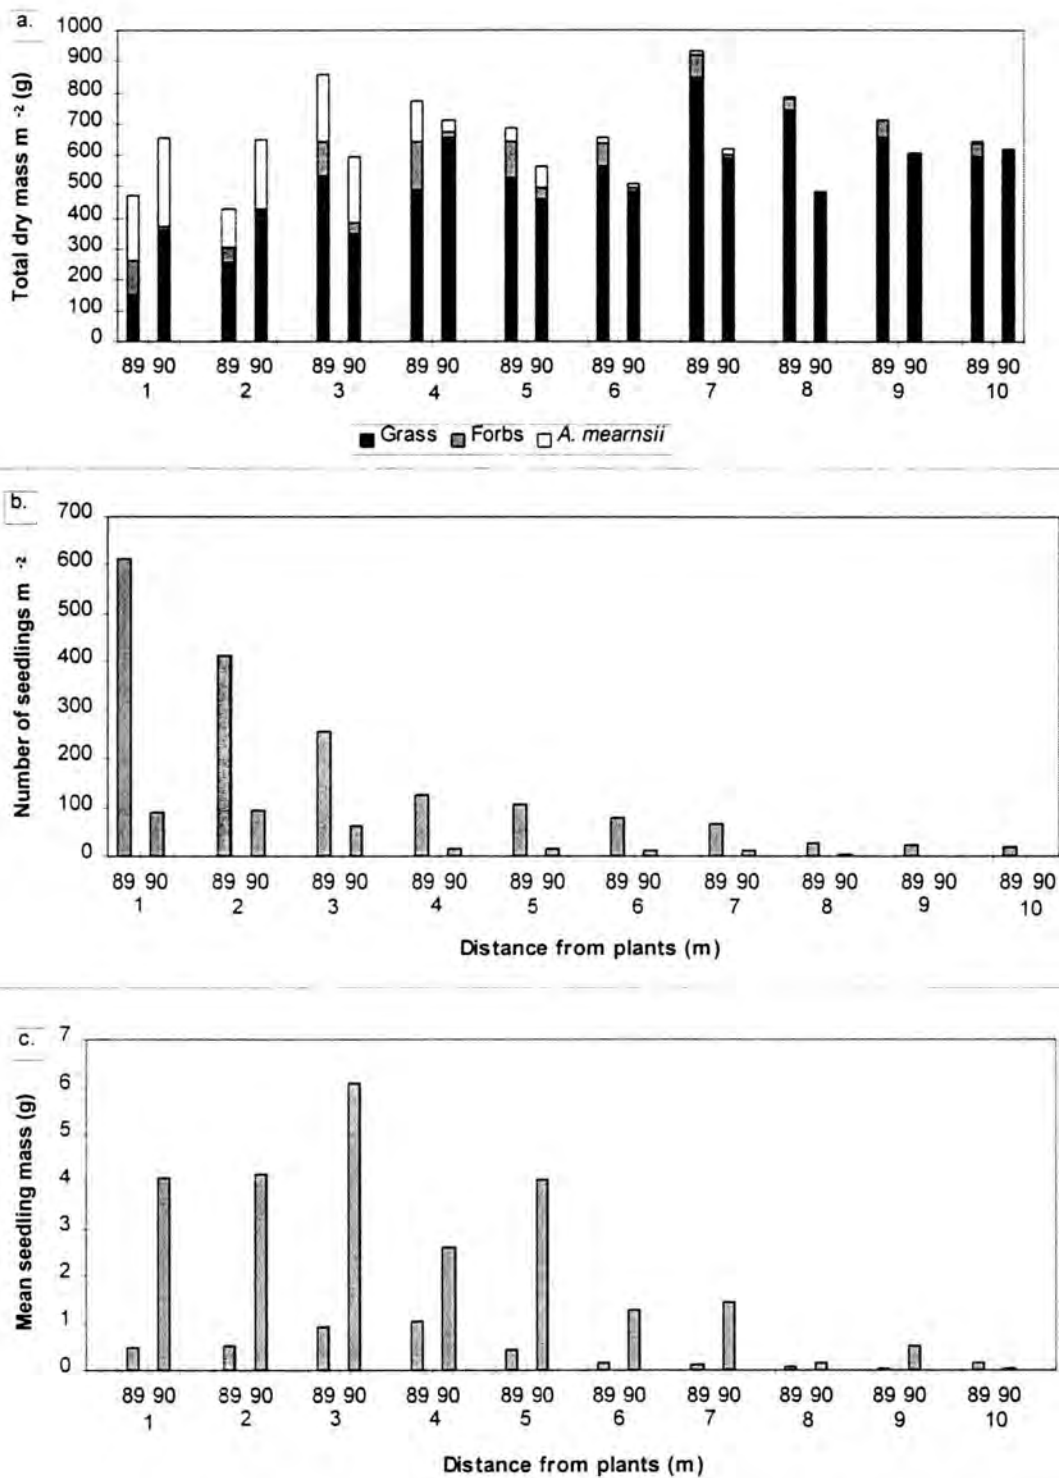 a.
Total dry mass m -2 (g)
1000
900
800
700
600
500
400
300
200
100
0
89 90 89 90 89 90 89 90 89 90 89 90 89 90 89 90 89 90 89 90
1 2 3 4 5 6 7 8 9 10
Grass Forbs A. mearnsii
b.
Number of seedlings m -2
700
600
500
400
300
200
100
0
89 90 89 90 89 90 89 90 89 90 89 90 89 90 89 90 89 90 89 90
1 2 3 4 5 6 7 8 9 10
Distance from plants (m)
c.
Mean seedling mass (g)
7
6
5
4
3
2
1
0
89 90 89 90 89 90 89 90 89 90 89 90 89 90 89 90 89 90 89 90
1 2 3 4 5 6 7 8 9 10
Distance from plants (m)